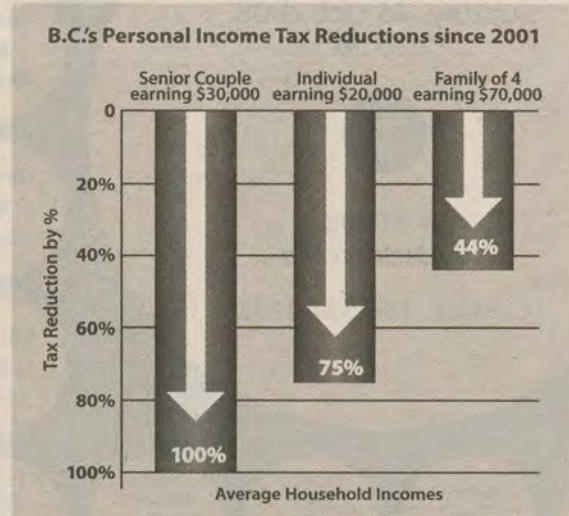 B.C.'s Personal Income Tax Reductions since 2001
Senior Couple
earning $30,000
Individual
earning $20,000
Family of 4
earning $70,000
Tax Reduction by %
0
20%
40%
60%
80%
100%
100%
75%
44%
Average Household Incomes